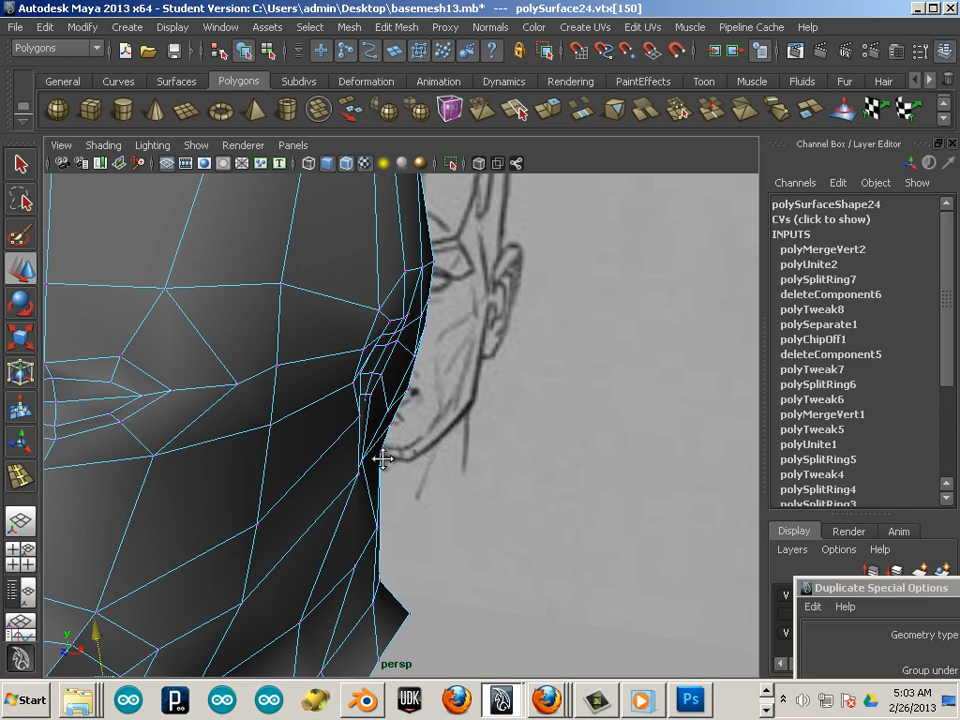 Autodesk Maya 2013 x64 - Student Version: C:\Users\admin\Desktop\basemesh13.mb* --- polySurface24.vtx[150]
File Edit Modify Create Display Window Assets Select Mesh Edit Mesh Proxy Normals Color Create UVs Edit UVs Muscle Pipeline Cache Help
Polygons
General Curves Surfaces Polygons Subdivs Deformation Animation Dynamics Rendering PaintEffects Toon Muscle Fluids Fur Hair
View Shading Lighting Show Renderer Panels
Channel Box / Layer Editor
Channels Edit Object Show
polySurfaceShape24
CVs (click to show)
INPUTS
polyMergeVert2
polyUnite2
polySplitRing7
deleteComponent6
polyTweak8
polySeparate1
polyChipOff1
deleteComponent5
polyTweak7
polySplitRing6
polyTweak6
polyMergeVert1
polyTweak5
polyUnite1
polySplitRing5
polyTweak4
polySplitRing4
polySplitRing3
Display Render Anim
Layers Options Help
V
V
Duplicate Special Options
Edit Help
Geometry type
Group under
y
persp
Start
P
UDK
Ps
5:03 AM
2/26/2013